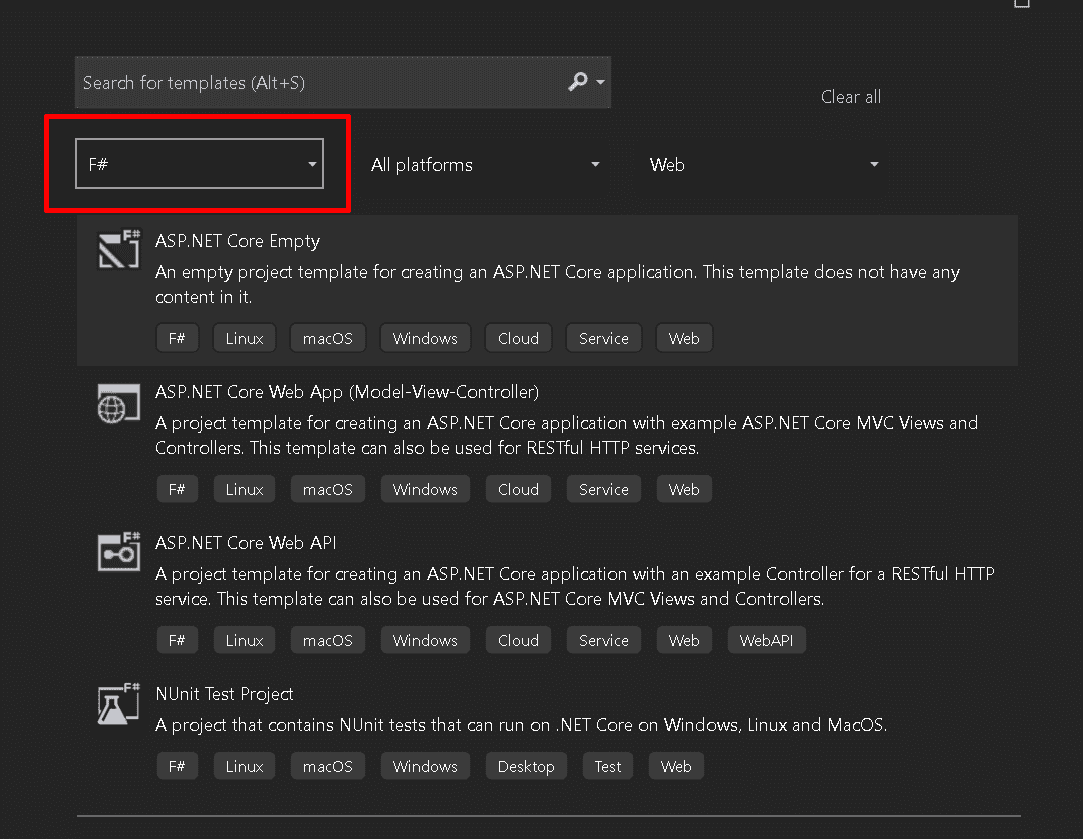 Search for templates (Alt+S)
Clear all
F#
All platforms
Web
F#
ASP.NET Core Empty
An empty project template for creating an ASP.NET Core application. This template does not have any
content in it.
F# Linux macOS Windows Cloud Service Web
ASP.NET Core Web App (Model-View-Controller)
A project template for creating an ASP.NET Core application with example ASP.NET Core MVC Views and
Controllers. This template can also be used for RESTful HTTP services.
F# Linux macOS Windows Cloud Service Web
F#
ASP.NET Core Web API
A project template for creating an ASP.NET Core application with an example Controller for a RESTful HTTP
service. This template can also be used for ASP.NET Core MVC Views and Controllers.
F# Linux macOS Windows Cloud Service Web WebAPI
F#
NUnit Test Project
A project that contains NUnit tests that can run on .NET Core on Windows, Linux and MacOS.
F# Linux macOS Windows Desktop Test Web